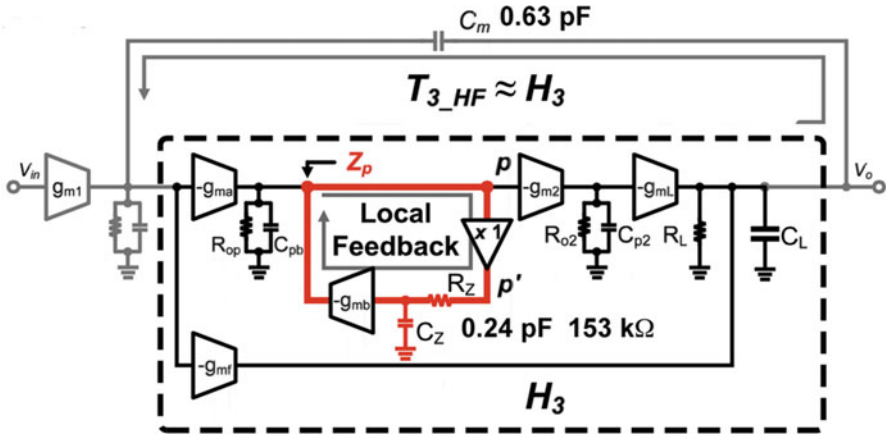 Cm 0.63 pF
T3_HF ≈ H3
Vin
gm1
-gma
Zp
p
-gm2
-gmL
Vo
Rop
Cpb
Local
Feedback
x 1
Ro2
Cp2
RL
CL
-gmb
RZ
p'
CZ
0.24 pF 153 kΩ
-gmf
H3